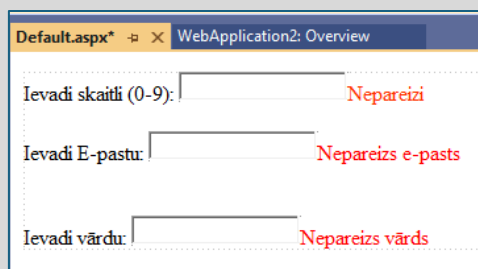 Default.aspx* WebApplication2: Overview
Ievadi skaitli (0-9): Nepareizi
Ievadi E-pastu: Nepareizs e-pasts
Ievadi vārdu: Nepareizs vārds